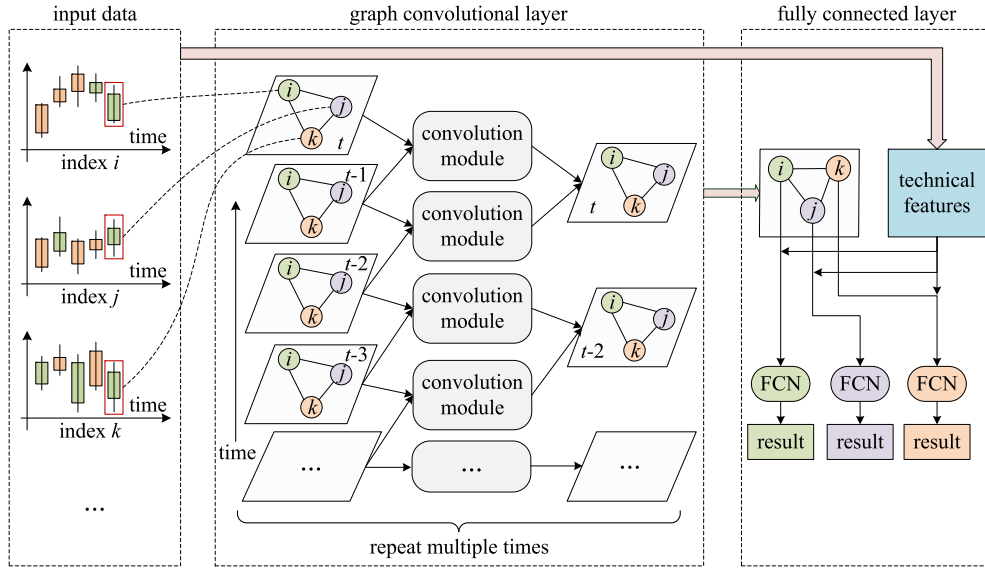 input data
graph convolutional layer
fully connected layer
time
index i
time
index j
time
index k
...
i
j
k
t
i
t-1
j
k
i
t-2
j
k
i
t-3
j
k
...
time
convolution
module
convolution
module
convolution
module
convolution
module
...
i
j
k
t
i
j
k
t-2
...
repeat multiple times
i
k
j
technical
features
FCN
FCN
FCN
result
result
result